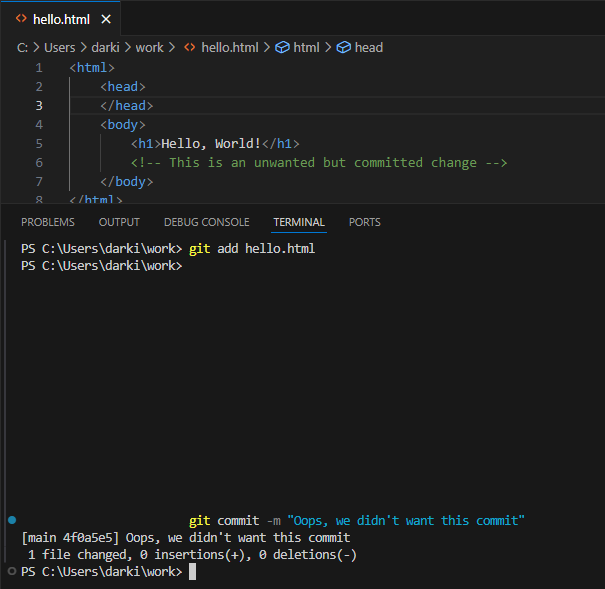 hello.html
C: > Users > darki > work > hello.html > html > head
1 <html>
2 <head>
3 </head>
4 <body>
5 <h1>Hello, World!</h1>
6 <!-- This is an unwanted but committed change -->
7 </body>
8 </html>
PROBLEMS OUTPUT DEBUG CONSOLE TERMINAL PORTS
PS C:\Users\darki\work> git add hello.html
PS C:\Users\darki\work>
git commit -m "Oops, we didn't want this commit"
[main 4f0a5e5] Oops, we didn't want this commit
1 file changed, 0 insertions(+), 0 deletions(-)
PS C:\Users\darki\work>